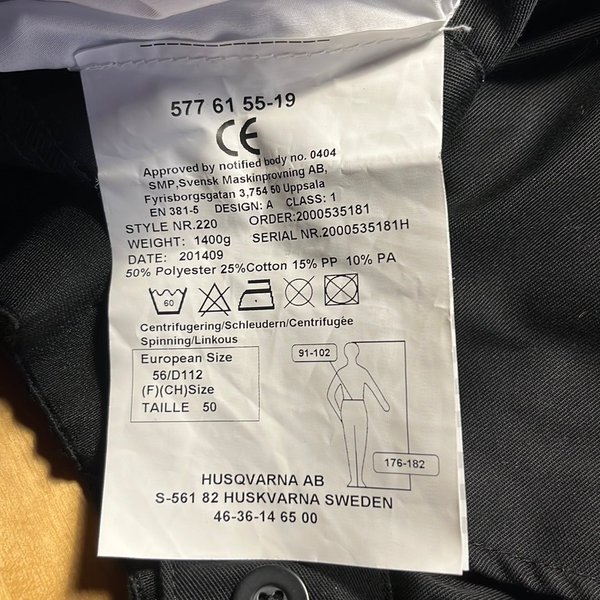 577 61 55-19
CE
Approved by notified body no. 0404
SMP,Svensk Maskinprovning AB,
Fyrisborgsgatan 3,754 50 Uppsala
EN 381-5 DESIGN: A CLASS: 1
STYLE NR.220 ORDER:2000535181
WEIGHT: 1400g SERIAL NR.2000535181H
DATE: 201409
50% Polyester 25%Cotton 15% PP 10% PA
60
Centrifugering/Schleudern/Centrifugée
Spinning/Linkous
European Size
56/D112
(F)(CH)Size
TAILLE 50
91-102
176-182
HUSQVARNA AB
S-561 82 HUSKVARNA SWEDEN
46-36-14 65 00